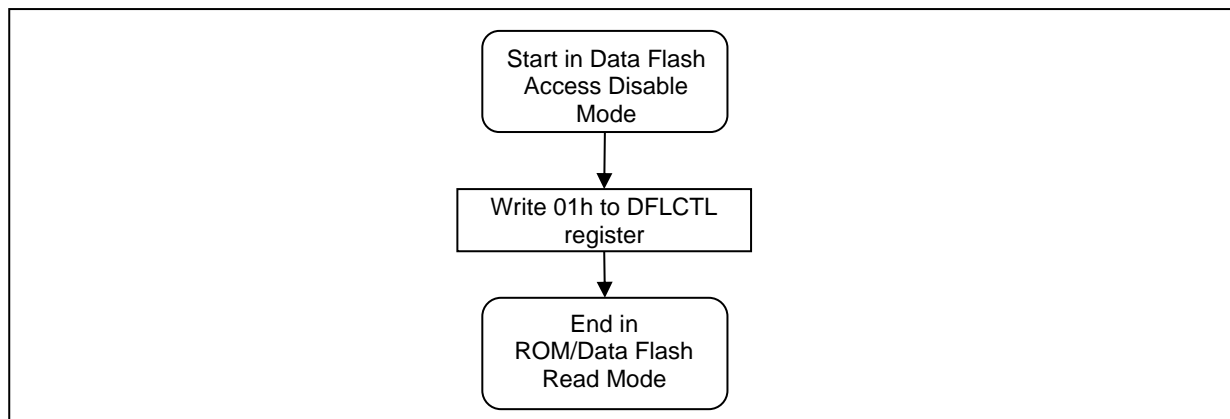 Start in Data Flash
Access Disable
Mode
Write 01h to DFLCTL
register
End in
ROM/Data Flash
Read Mode